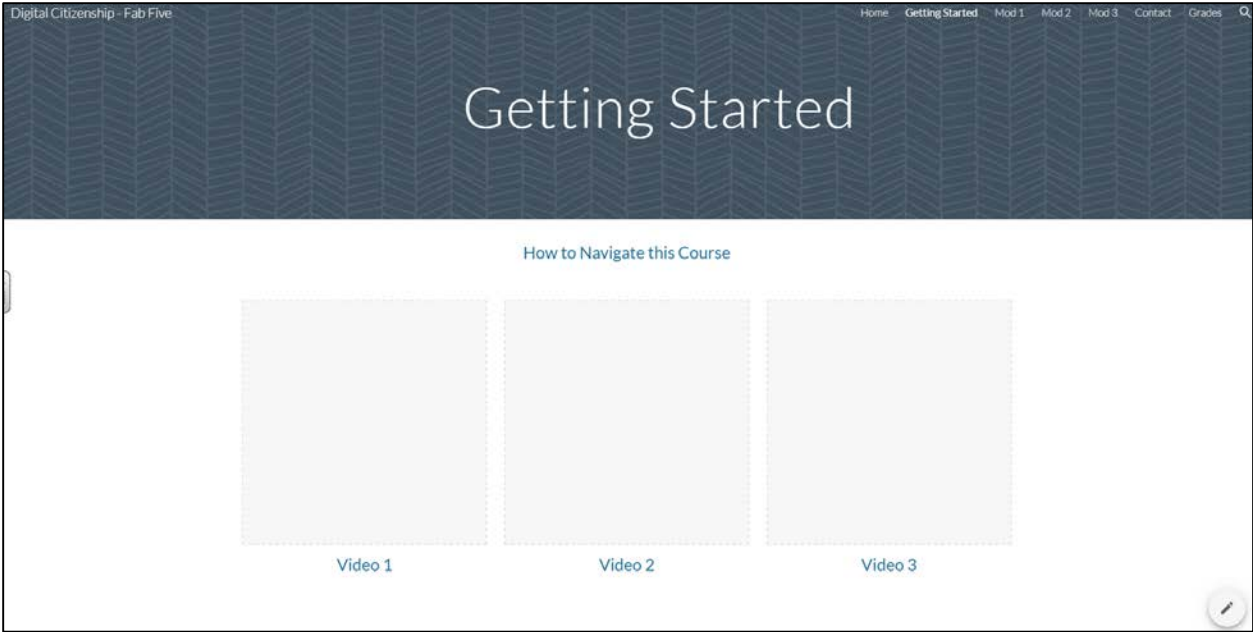 Digital Citizenship - Fab Five
Home Getting Started Mod 1 Mod 2 Mod 3 Contact Grades
Getting Started
How to Navigate this Course
Video 1 Video 2 Video 3